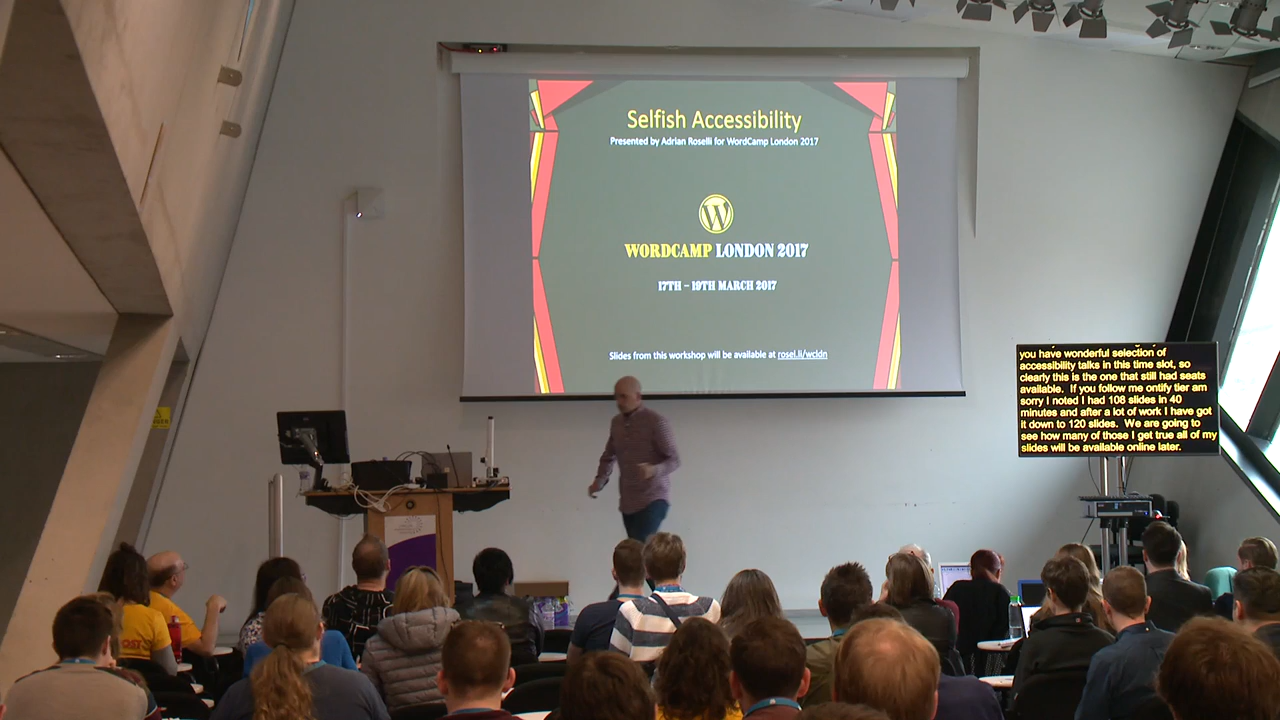 Selfish Accessibility
Presented by Adrian Roselli for WordCamp London 2017
WORDCAMP LONDON 2017
17TH – 19TH MARCH 2017
Slides from this workshop will be available at rosel.li/wcldn
you have wonderful selection of
accessibility talks in this time slot, so
clearly this is the one that still had seats
available. If you follow me ontify tier am
sorry I noted I had 108 slides in 40
minutes and after a lot of work I have got
it down to 120 slides. We are going to
see how many of those I get true all of my
slides will be available online later.